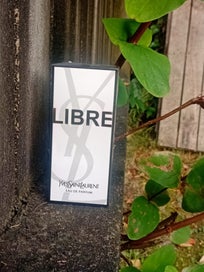 LIBRE
YVESSAINTLAURENT
EAU DE PARFUM